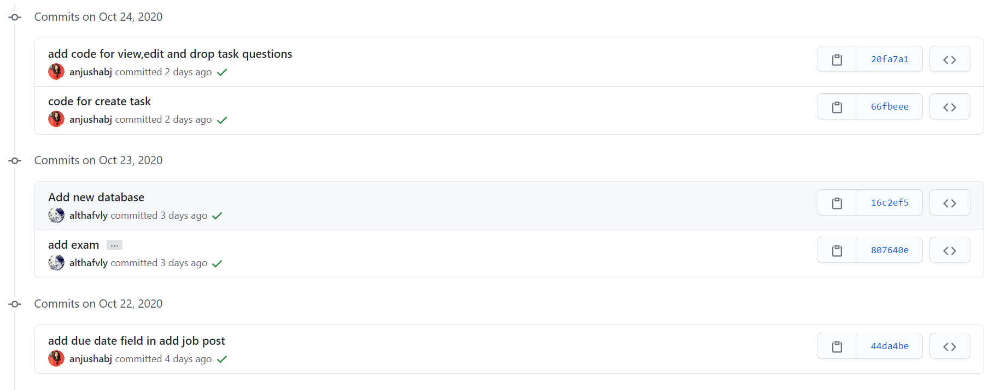 Commits on Oct 24, 2020
add code for view,edit and drop task questions
20fa7a1
anjushabj committed 2 days ago
code for create task
66fbeee
anjushabj committed 2 days ago
Commits on Oct 23, 2020
Add new database
16c2ef5
althafvly committed 3 days ago
add exam ...
807640e
althafvly committed 3 days ago
Commits on Oct 22, 2020
add due date field in add job post
44da4be
anjushabj committed 4 days ago